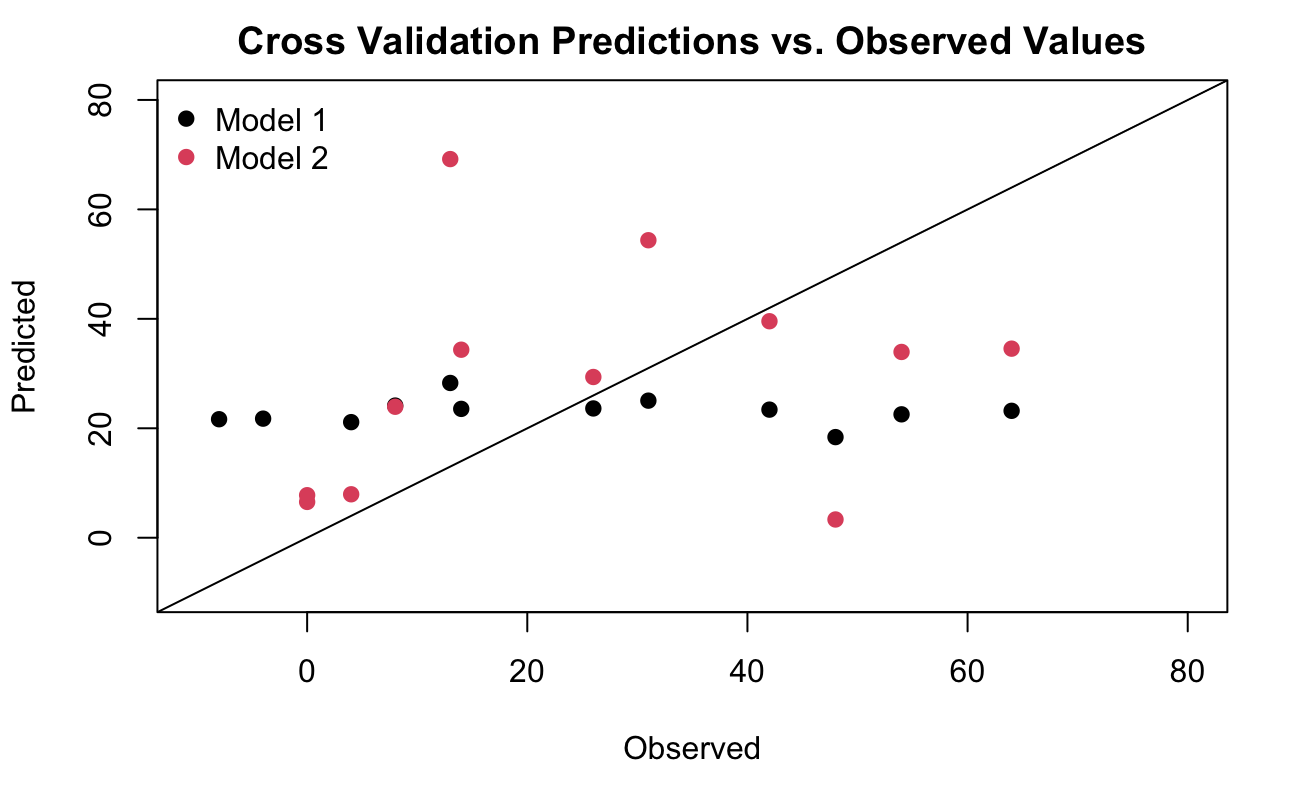 Cross Validation Predictions vs. Observed Values
Model 1
Model 2
80
60
40
20
0
Predicted
0 20 40 60 80
Observed